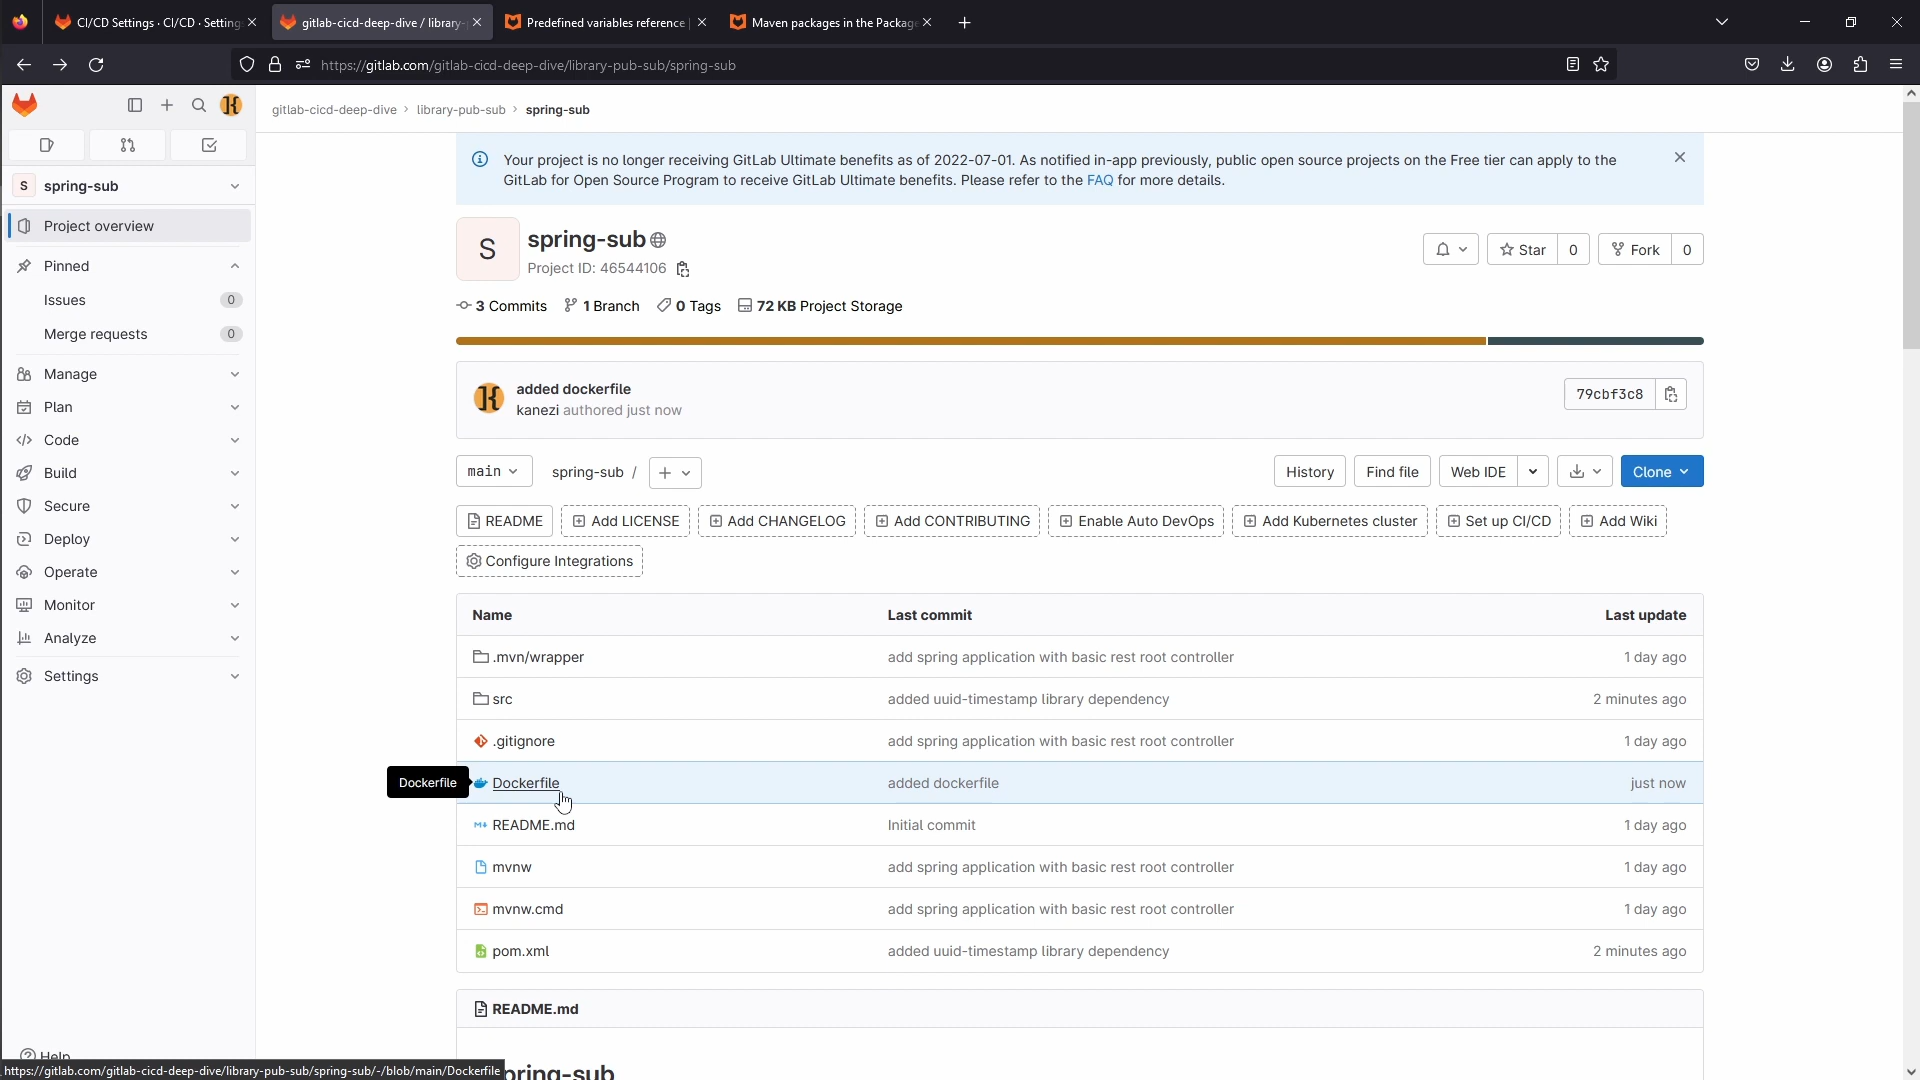 CI/CD Settings · CI/CD · Setting
gitlab-cicd-deep-dive / library-
Predefined variables reference |
Maven packages in the Package
https://gitlab.com/gitlab-cicd-deep-dive/library-pub-sub/spring-sub
gitlab-cicd-deep-dive › library-pub-sub › spring-sub
Your project is no longer receiving GitLab Ultimate benefits as of 2022-07-01. As notified in-app previously, public open source projects on the Free tier can apply to the
GitLab for Open Source Program to receive GitLab Ultimate benefits. Please refer to the FAQ for more details.
S spring-sub
Project overview
Pinned
Issues 0
Merge requests 0
Manage
Plan
Code
Build
Secure
Deploy
Operate
Monitor
Analyze
Settings
Help
S
spring-sub
Project ID: 46544106
Star 0
Fork 0
3 Commits 1 Branch 0 Tags 72 KB Project Storage
added dockerfile
kanezi authored just now
79cbf3c8
main spring-sub / +
History Find file Web IDE Clone
README Add LICENSE Add CHANGELOG Add CONTRIBUTING Enable Auto DevOps Add Kubernetes cluster Set up CI/CD Add Wiki
Configure Integrations
Name Last commit Last update
.mvn/wrapper add spring application with basic rest root controller 1 day ago
src added uuid-timestamp library dependency 2 minutes ago
.gitignore add spring application with basic rest root controller 1 day ago
Dockerfile Dockerfile added dockerfile just now
README.md Initial commit 1 day ago
mvnw add spring application with basic rest root controller 1 day ago
mvnw.cmd add spring application with basic rest root controller 1 day ago
pom.xml added uuid-timestamp library dependency 2 minutes ago
README.md
pring-sub
https://gitlab.com/gitlab-cicd-deep-dive/library-pub-sub/spring-sub/-/blob/main/Dockerfile